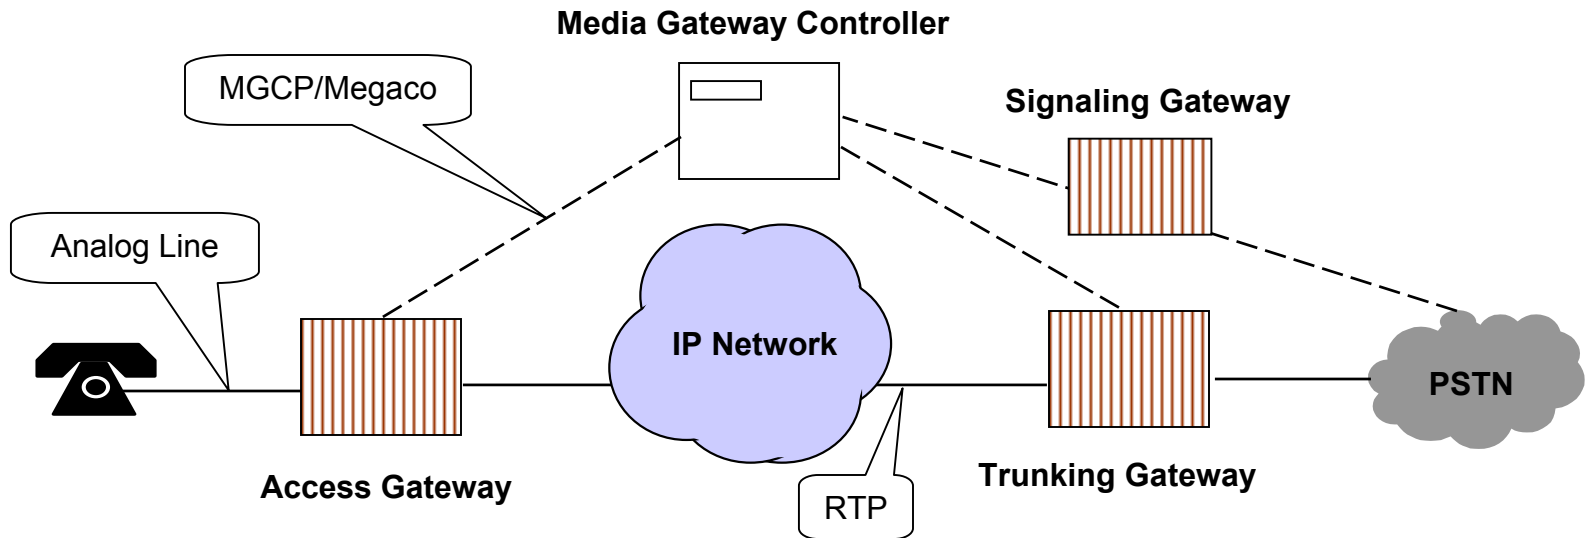 Media Gateway Controller
MGCP/Megaco
Signaling Gateway
Analog Line
IP Network
PSTN
Access Gateway
Trunking Gateway
RTP